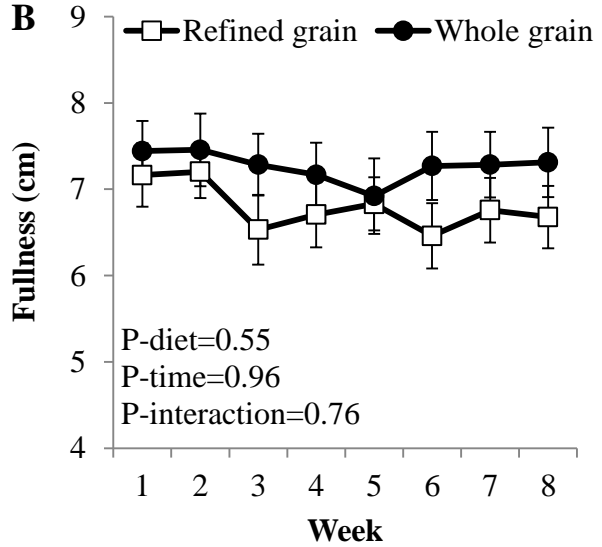 B
Refined grain Whole grain
Fullness (cm)
9
8
7
6
5
4
P-diet=0.55
P-time=0.96
P-interaction=0.76
1 2 3 4 5 6 7 8
Week